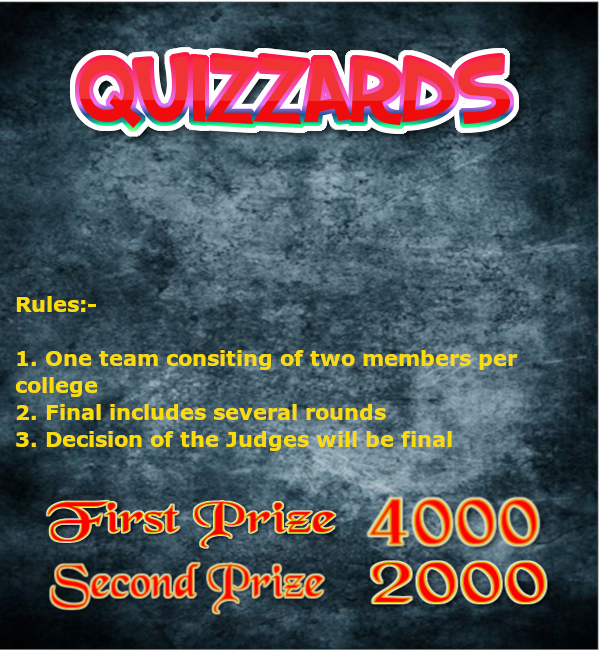 QUIZZARDS
Rules:-
1. One team consiting of two members per
college
2. Final includes several rounds
3. Decision of the Judges will be final
First Prize 4000
Second Prize 2000